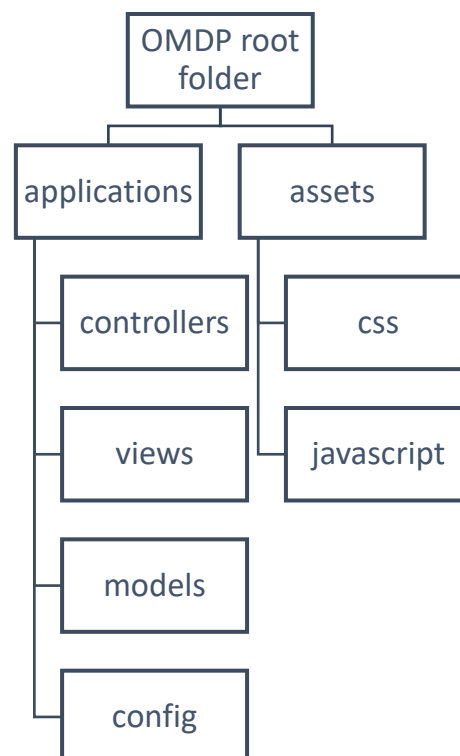 OMDP root
folder
applications
assets
controllers
css
views
javascript
models
config